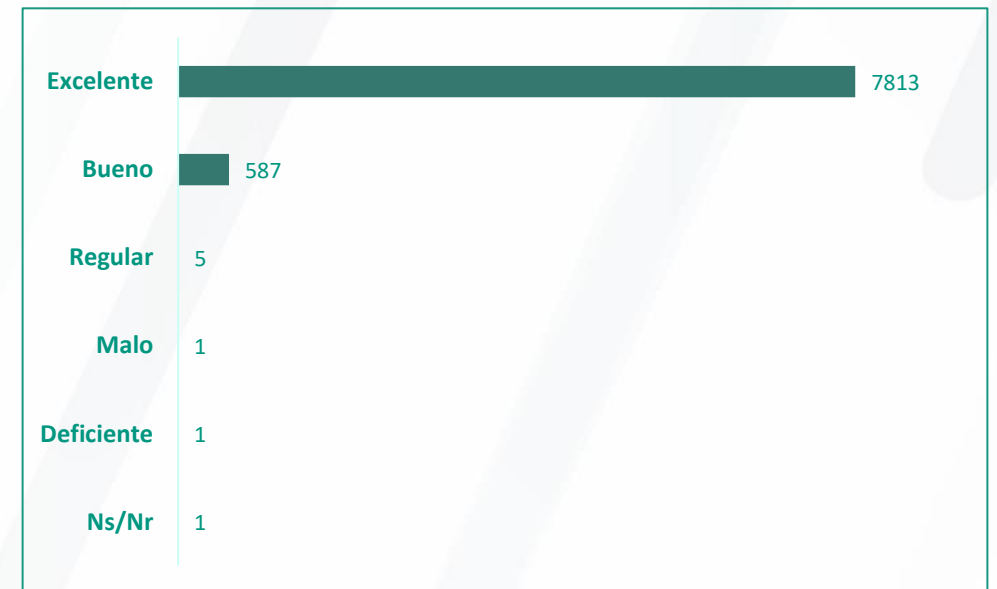 Excelente 7813
Bueno 587
Regular 5
Malo 1
Deficiente 1
Ns/Nr 1